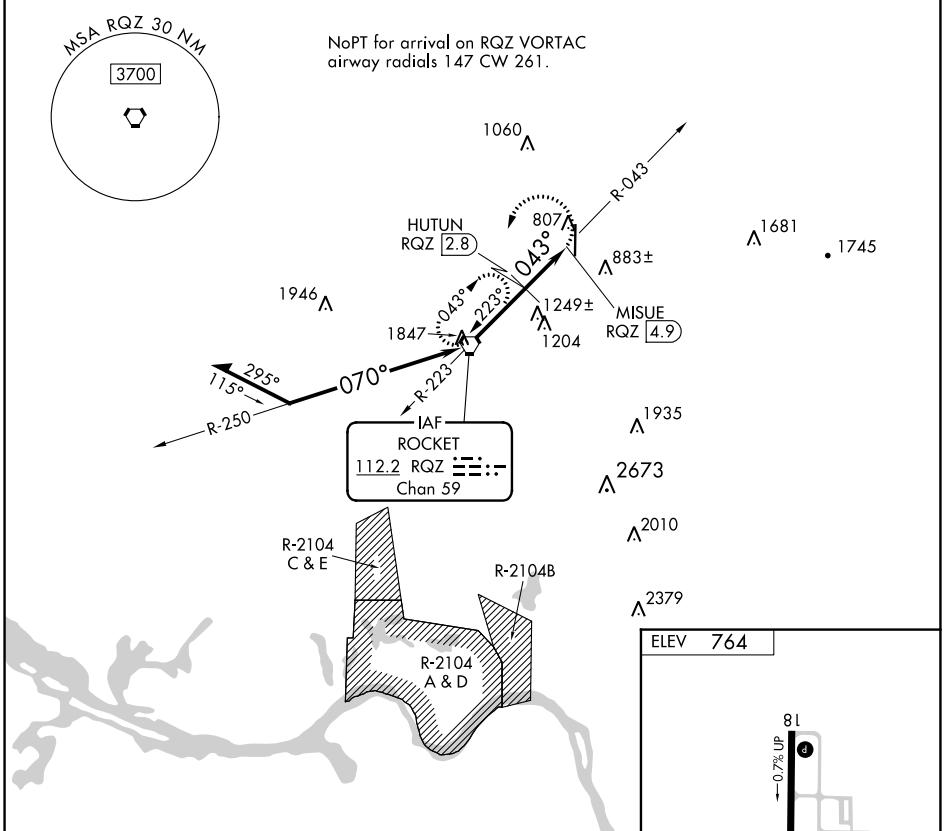 MSA RQZ 30 NM
3700
NoPT for arrival on RQZ VORTAC
airway radials 147 CW 261.
1060
R-043
807
HUTUN
RQZ 2.8
043°
1681
1745
883±
1946
043°
223°
1249±
MISUE
RQZ 4.9
1847
1204
295°
115°
070°
R-223
R-250
IAF
ROCKET
112.2 RQZ
Chan 59
1935
2673
2010
R-2104
C & E
R-2104B
2379
R-2104
A & D
ELEV 764
18
0.7% UP
P